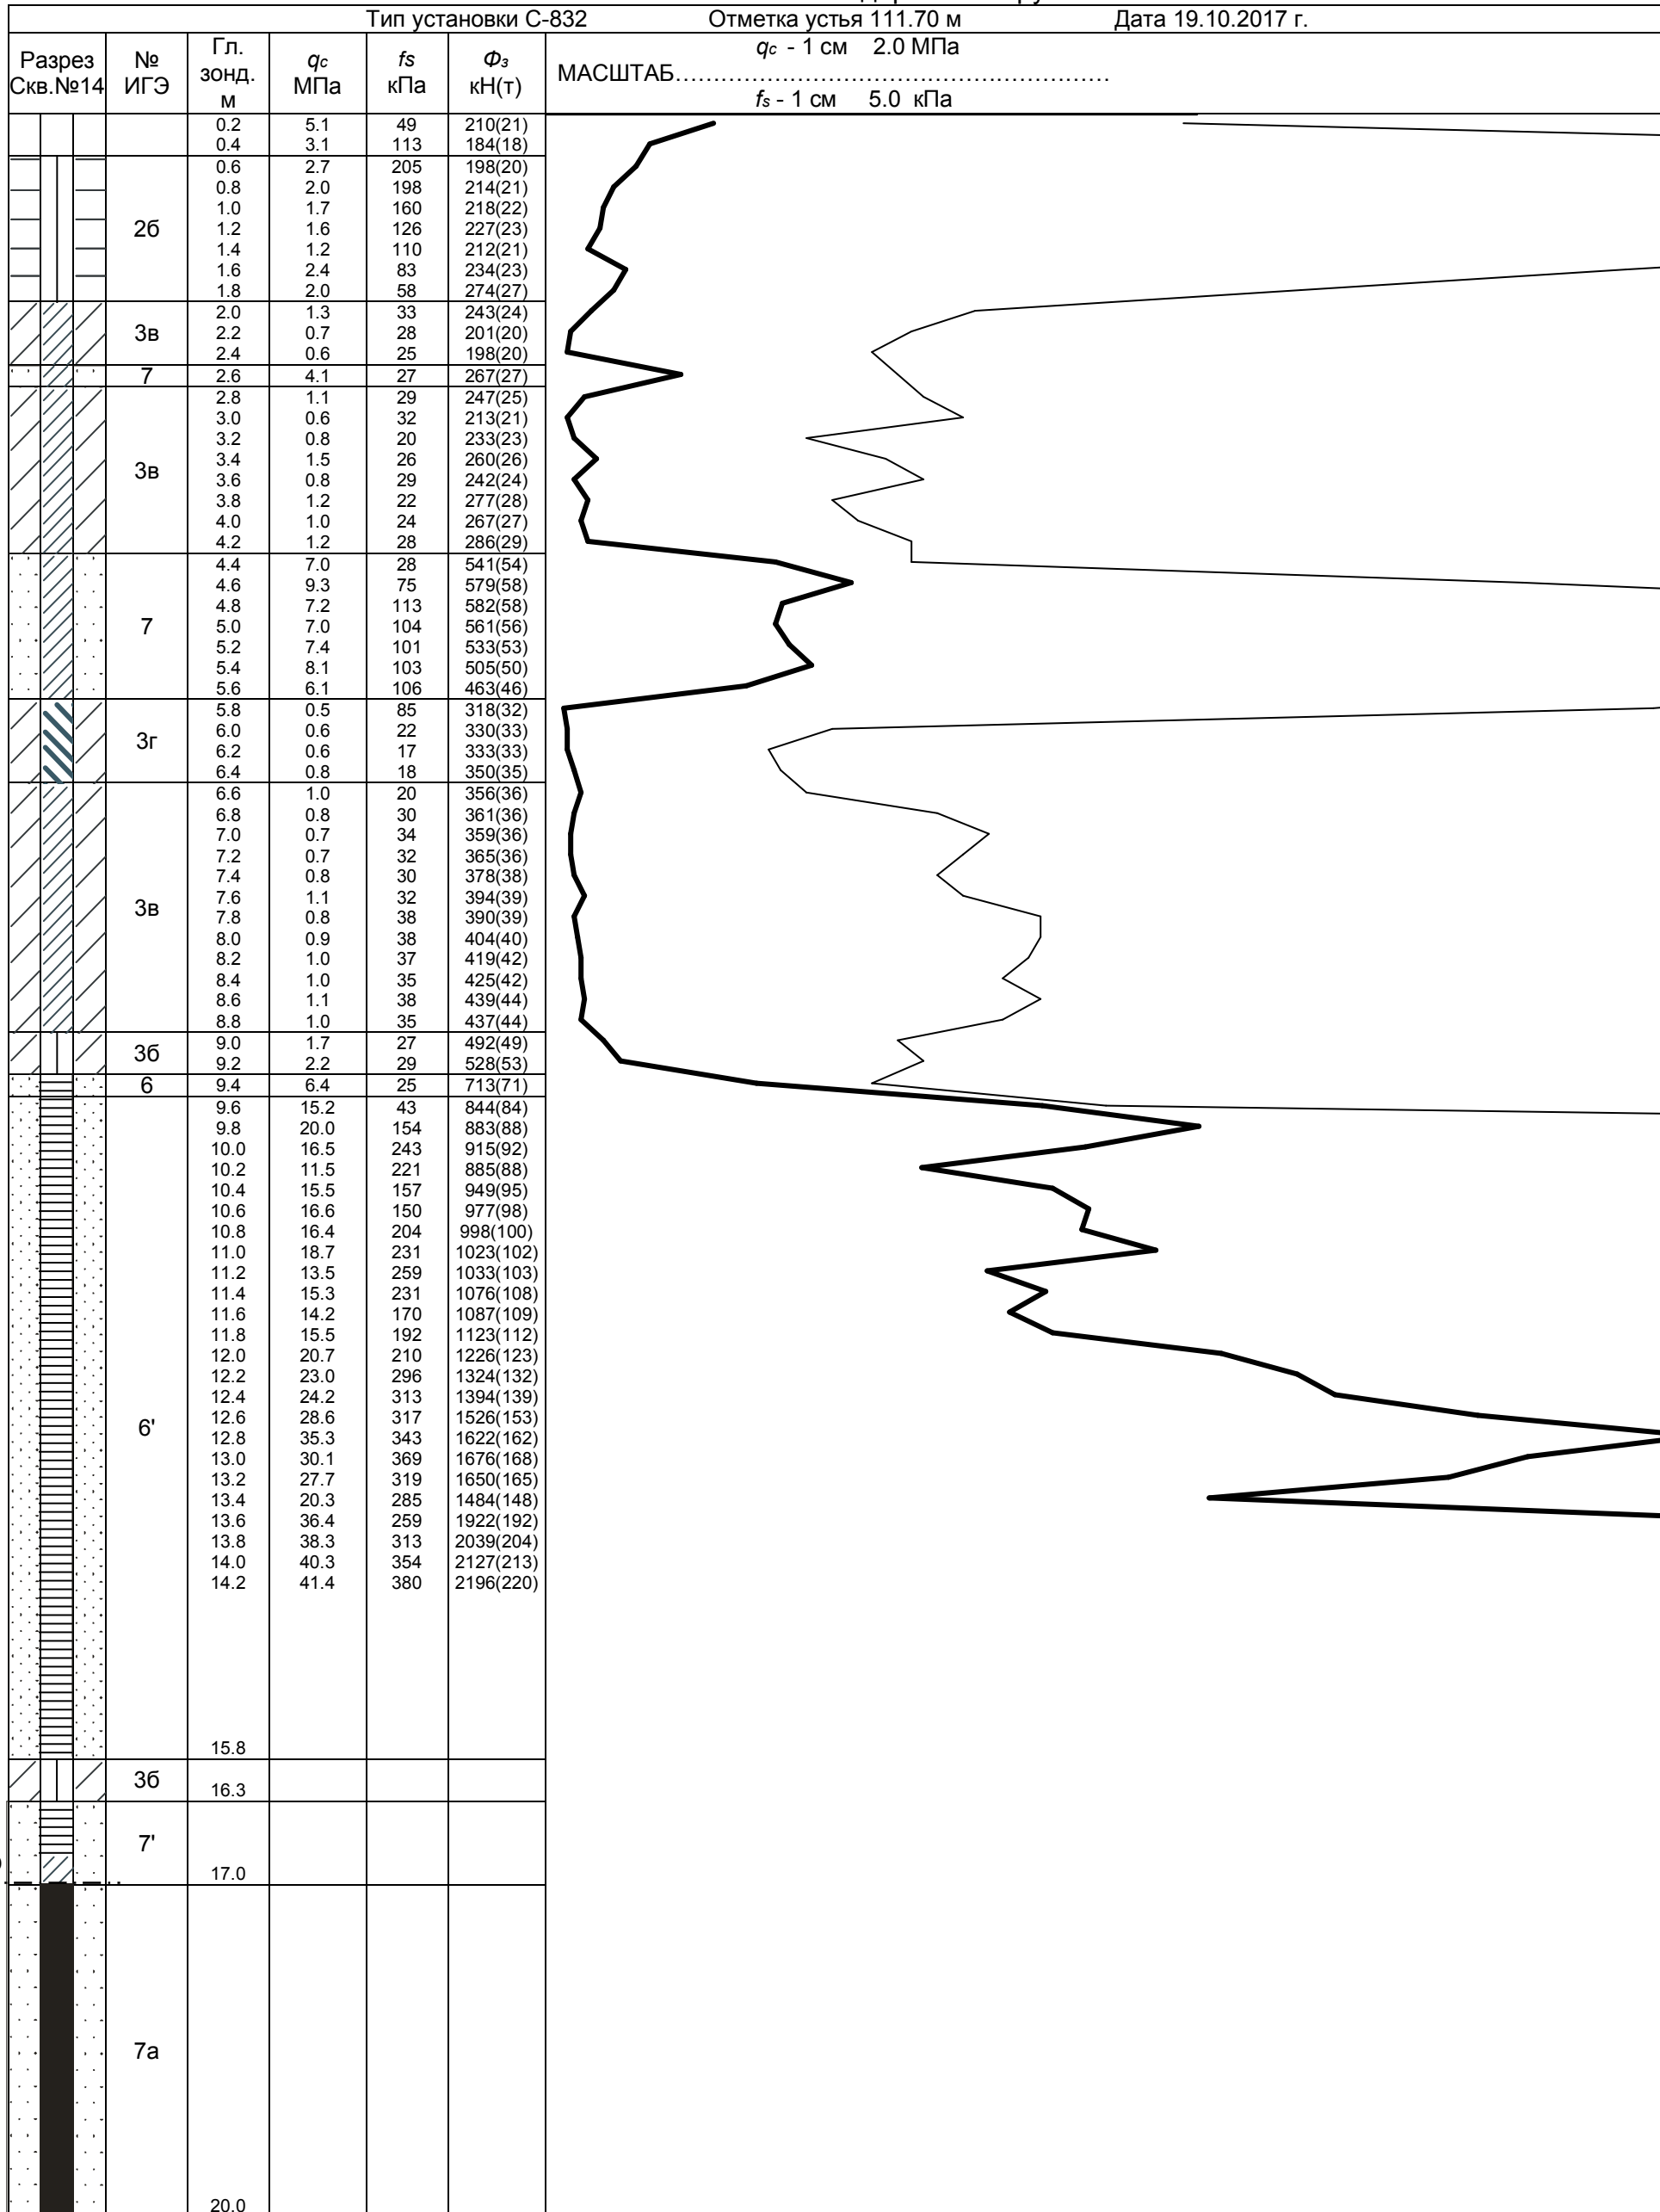 Тип установки С-832 Отметка устья 111.70 м Дата 19.10.2017 г.
Разрез Скв.№14 № ИГЭ Гл. зонд. м qc МПа fs кПа Фз кН(т)
qc - 1 см 2.0 МПа
МАСШТАБ........................................................
fs - 1 см 5.0 кПа
0.2 5.1 49 210(21)
0.4 3.1 113 184(18)
0.6 2.7 205 198(20)
0.8 2.0 198 214(21)
1.0 1.7 160 218(22)
2б 1.2 1.6 126 227(23)
1.4 1.2 110 212(21)
1.6 2.4 83 234(23)
1.8 2.0 58 274(27)
2.0 1.3 33 243(24)
3в 2.2 0.7 28 201(20)
2.4 0.6 25 198(20)
7 2.6 4.1 27 267(27)
2.8 1.1 29 247(25)
3.0 0.6 32 213(21)
3.2 0.8 20 233(23)
3.4 1.5 26 260(26)
3в 3.6 0.8 29 242(24)
3.8 1.2 22 277(28)
4.0 1.0 24 267(27)
4.2 1.2 28 286(29)
4.4 7.0 28 541(54)
4.6 9.3 75 579(58)
4.8 7.2 113 582(58)
7 5.0 7.0 104 561(56)
5.2 7.4 101 533(53)
5.4 8.1 103 505(50)
5.6 6.1 106 463(46)
5.8 0.5 85 318(32)
3г 6.0 0.6 22 330(33)
6.2 0.6 17 333(33)
6.4 0.8 18 350(35)
6.6 1.0 20 356(36)
6.8 0.8 30 361(36)
7.0 0.7 34 359(36)
7.2 0.7 32 365(36)
7.4 0.8 30 378(38)
7.6 1.1 32 394(39)
3в 7.8 0.8 38 390(39)
8.0 0.9 38 404(40)
8.2 1.0 37 419(42)
8.4 1.0 35 425(42)
8.6 1.1 38 439(44)
8.8 1.0 35 437(44)
3б 9.0 1.7 27 492(49)
9.2 2.2 29 528(53)
6 9.4 6.4 25 713(71)
9.6 15.2 43 844(84)
9.8 20.0 154 883(88)
10.0 16.5 243 915(92)
10.2 11.5 221 885(88)
10.4 15.5 157 949(95)
10.6 16.6 150 977(98)
10.8 16.4 204 998(100)
11.0 18.7 231 1023(102)
11.2 13.5 259 1033(103)
11.4 15.3 231 1076(108)
11.6 14.2 170 1087(109)
11.8 15.5 192 1123(112)
12.0 20.7 210 1226(123)
12.2 23.0 296 1324(132)
12.4 24.2 313 1394(139)
12.6 28.6 317 1526(153)
6' 12.8 35.3 343 1622(162)
13.0 30.1 369 1676(168)
13.2 27.7 319 1650(165)
13.4 20.3 285 1484(148)
13.6 36.4 259 1922(192)
13.8 38.3 313 2039(204)
14.0 40.3 354 2127(213)
14.2 41.4 380 2196(220)
15.8
3б 16.3
7'
17.0
7а
20.0